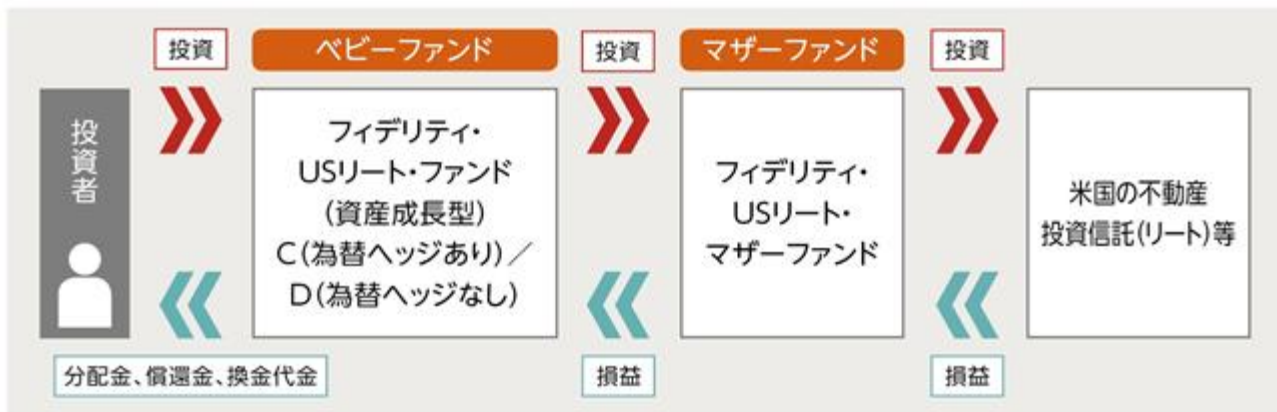 投資
ベビーファンド
投資
マザーファンド
投資
投資者
フィデリティ・
USリート・ファンド
(資産成長型)
C(為替ヘッジあり)／
D(為替ヘッジなし)
フィデリティ・
USリート・
マザーファンド
米国の不動産
投資信託(リート)等
分配金、償還金、換金代金
損益
損益